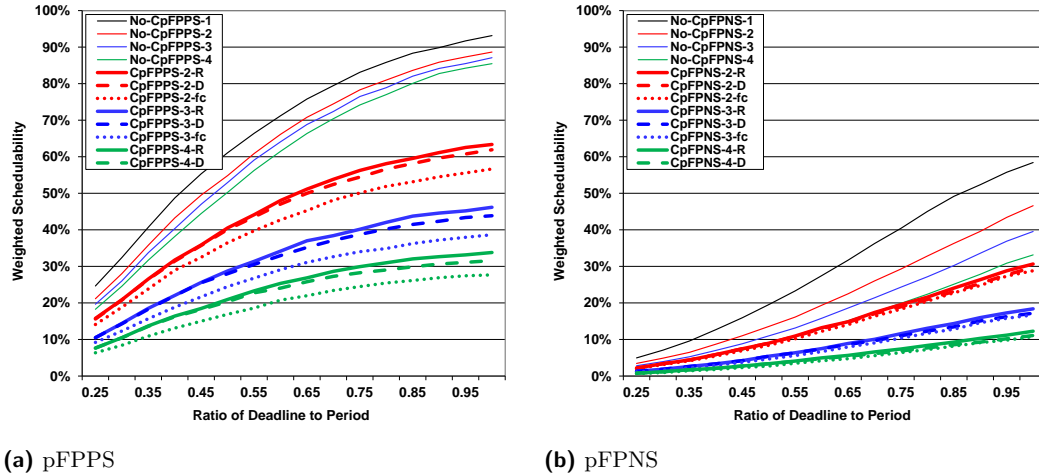 100%
90%
80%
70%
60%
50%
40%
30%
20%
10%
0%
Weighted Schedulability
No-CpFPPS-1
No-CpFPPS-2
No-CpFPPS-3
No-CpFPPS-4
CpFPPS-2-R
CpFPPS-2-D
CpFPPS-2-fc
CpFPPS-3-R
CpFPPS-3-D
CpFPPS-3-fc
CpFPPS-4-R
CpFPPS-4-D
0.25 0.35 0.45 0.55 0.65 0.75 0.85 0.95
Ratio of Deadline to Period
(a) pFPPS
100%
90%
80%
70%
60%
50%
40%
30%
20%
10%
0%
Weighted Schedulability
No-CpFPNS-1
No-CpFPNS-2
No-CpFPNS-3
No-CpFPNS-4
CpFPNS-2-R
CpFPNS-2-D
CpFPNS-2-fc
CpFPNS-3-R
CpFPNS-3-D
CpFPNS-3-fc
CpFPNS-4-R
CpFPNS-4-D
0.25 0.35 0.45 0.55 0.65 0.75 0.85 0.95
Ratio of Deadline to Period
(b) pFPNS